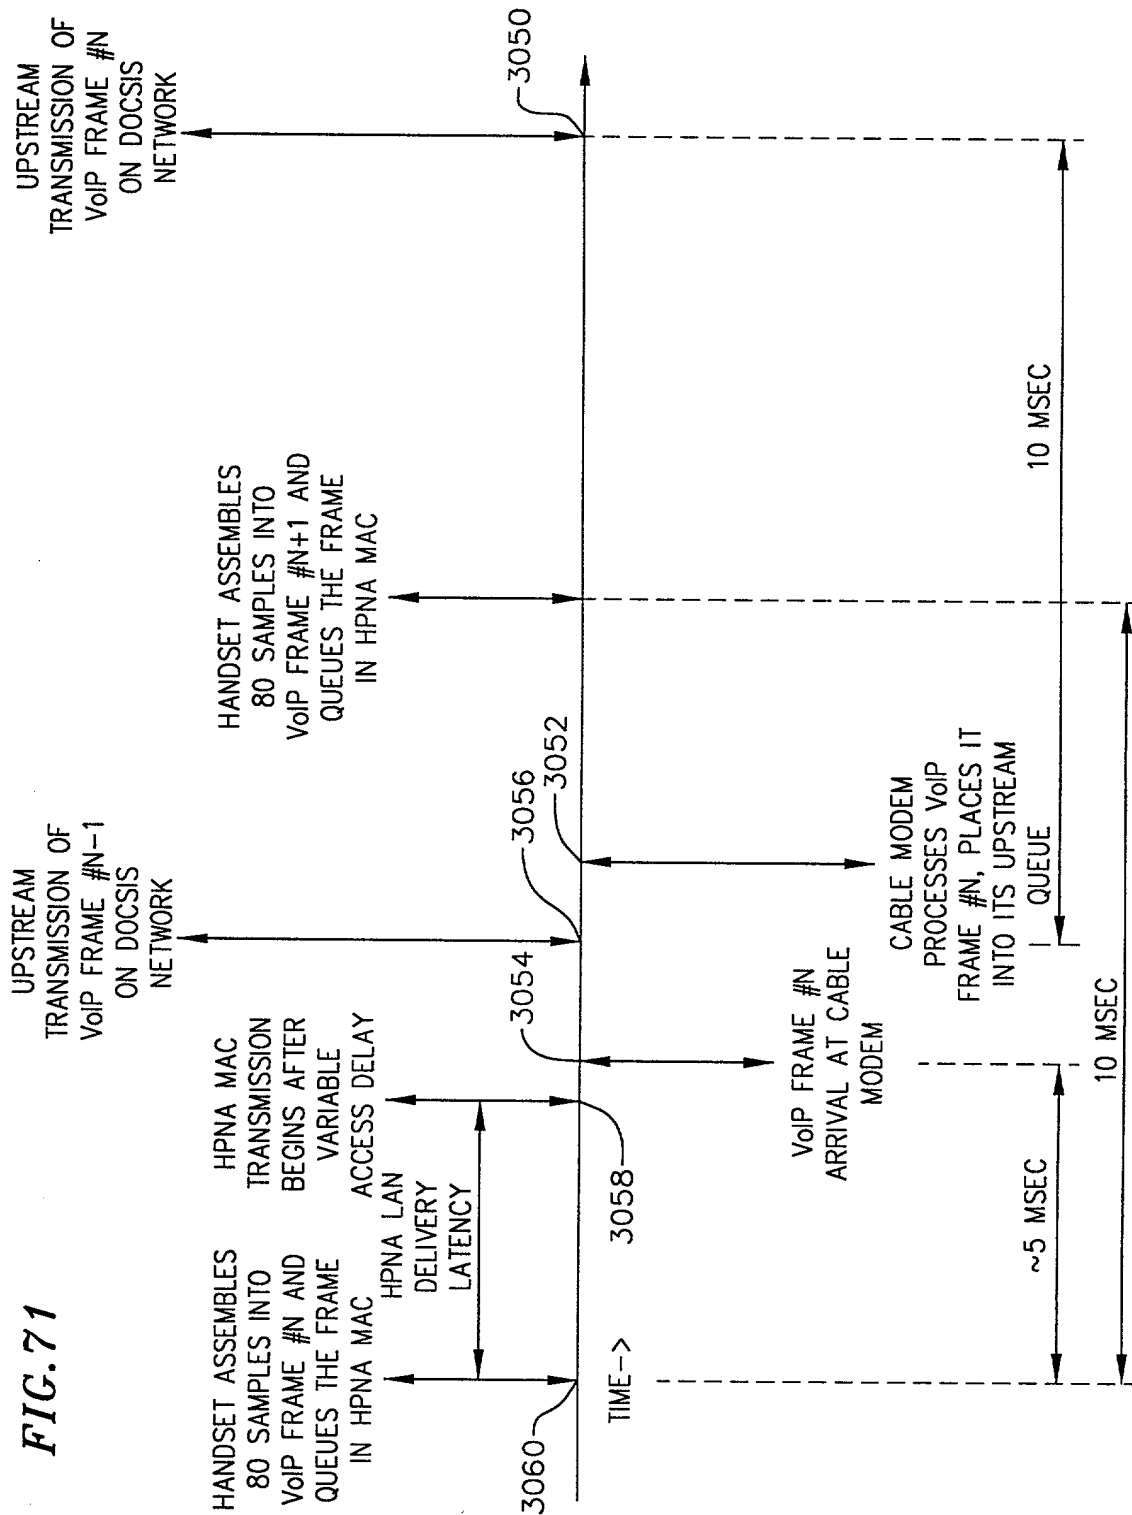 FIG.71
HANDSET ASSEMBLES
80 SAMPLES INTO
VoIP FRAME #N AND
QUEUES THE FRAME
IN HPNA MAC
HPNA MAC
TRANSMISSION
BEGINS AFTER
VARIABLE
ACCESS DELAY
HPNA LAN
DELIVERY
LATENCY
UPSTREAM
TRANSMISSION OF
VoIP FRAME #N-1
ON DOCSIS
NETWORK
HANDSET ASSEMBLES
80 SAMPLES INTO
VoIP FRAME #N+1 AND
QUEUES THE FRAME
IN HPNA MAC
UPSTREAM
TRANSMISSION OF
VoIP FRAME #N
ON DOCSIS
NETWORK
3060
3058
3054
3056
3052
3050
TIME-->
VoIP FRAME #N
ARRIVAL AT CABLE
MODEM
CABLE MODEM
PROCESSES VoIP
FRAME #N, PLACES IT
INTO ITS UPSTREAM
QUEUE
~5 MSEC
10 MSEC
10 MSEC